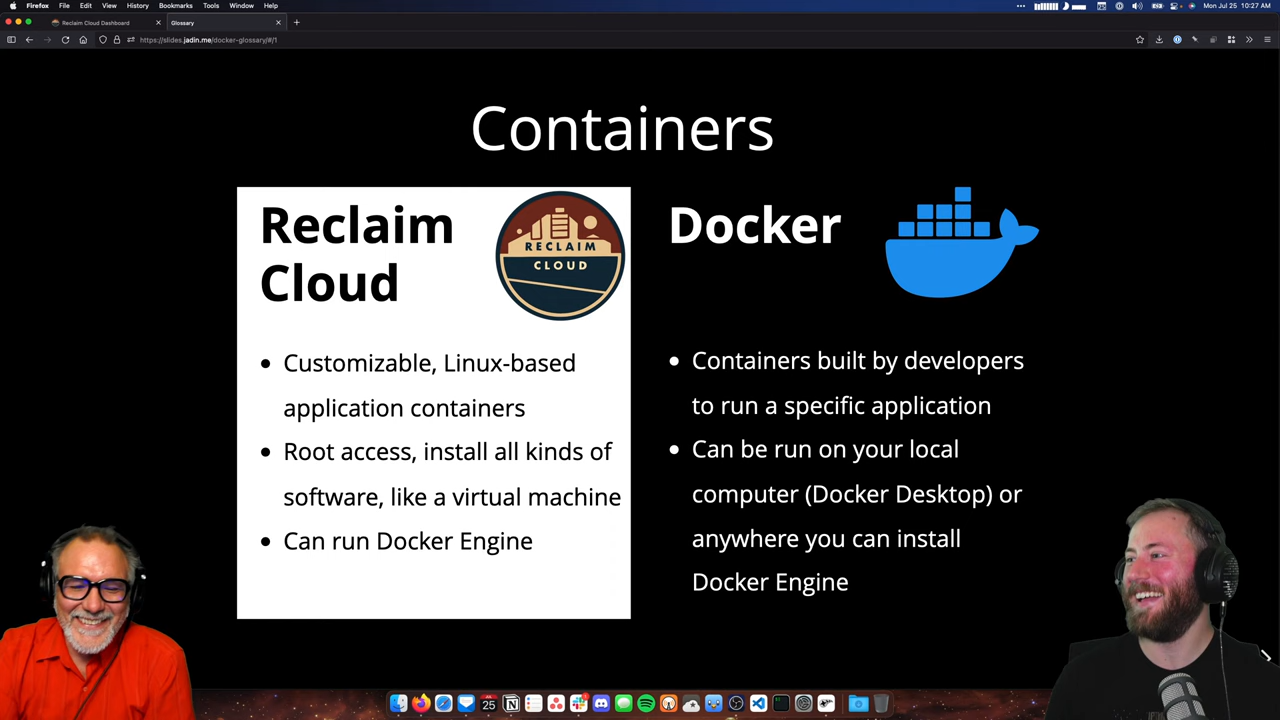 Firefox File Edit View History Bookmarks Tools Window Help
Mon Jul 25 10:27 AM
Reclaim Cloud Dashboard
Glossary
https://slides.jadin.me/docker-glossary/#/1
Containers
Reclaim
Cloud
RECLAIM
CLOUD
• Customizable, Linux-based
application containers
• Root access, install all kinds of
software, like a virtual machine
• Can run Docker Engine
Docker
• Containers built by developers
to run a specific application
• Can be run on your local
computer (Docker Desktop) or
anywhere you can install
Docker Engine
25